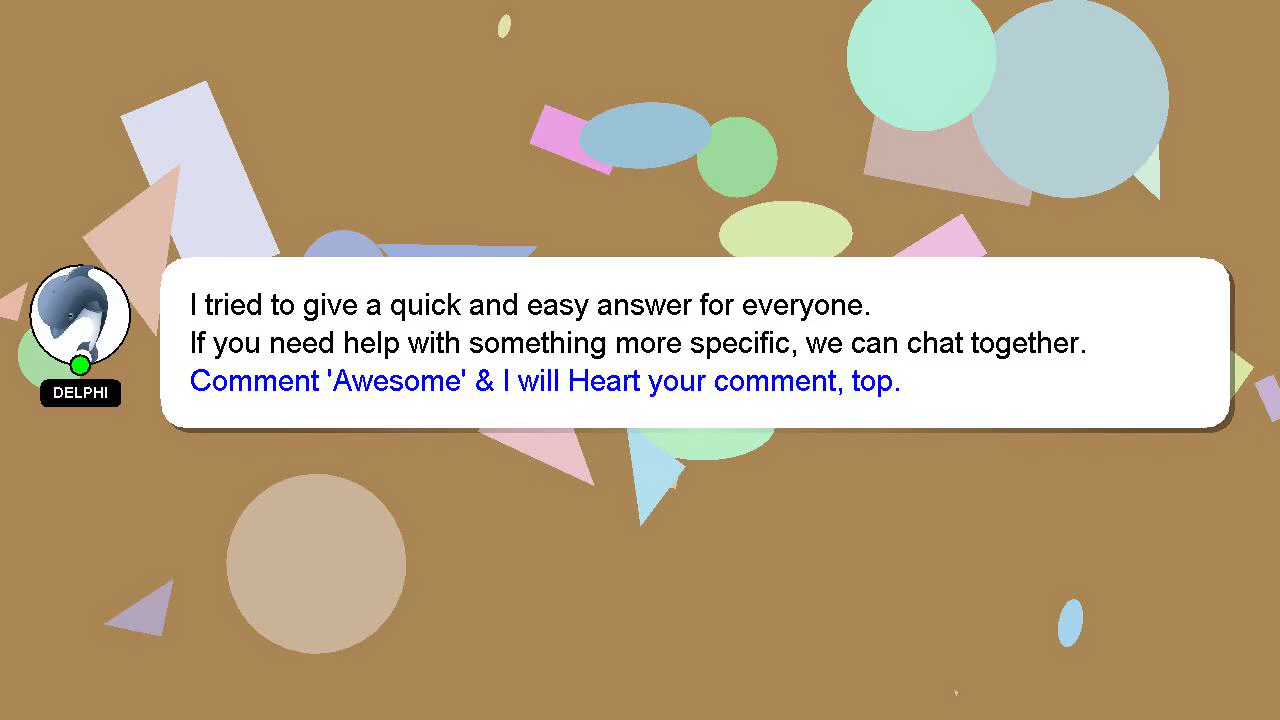 I tried to give a quick and easy answer for everyone.
If you need help with something more specific, we can chat together.
Comment 'Awesome' & I will Heart your comment, top.
DELPHI